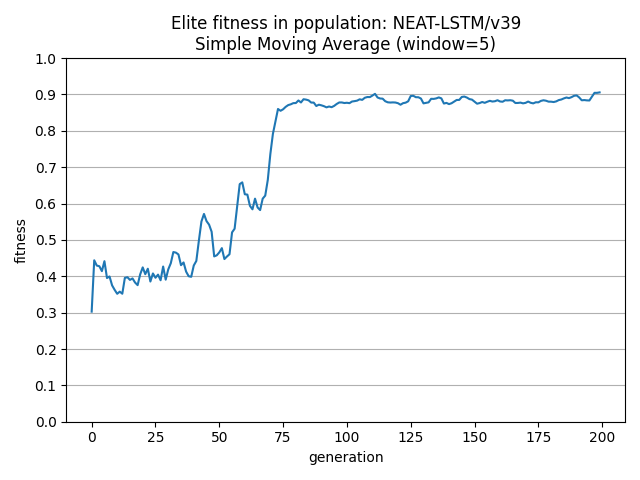 Elite fitness in population: NEAT-LSTM/v39
Simple Moving Average (window=5)
1.0
0.9
0.8
0.7
0.6
0.5
0.4
0.3
0.2
0.1
0.0
fitness
0 25 50 75 100 125 150 175 200
generation